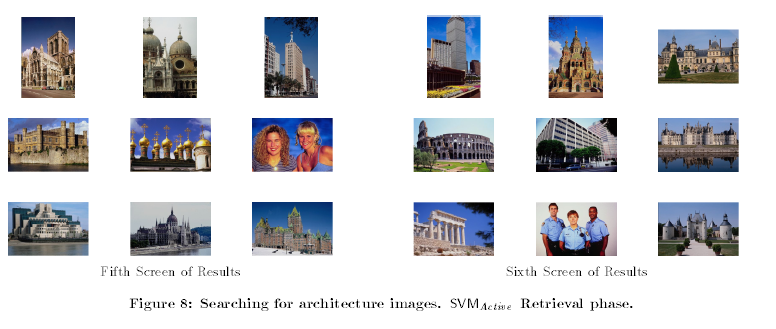 Fifth Screen of Results
Sixth Screen of Results
Figure 8: Searching for architecture images. SVMActive Retrieval phase.